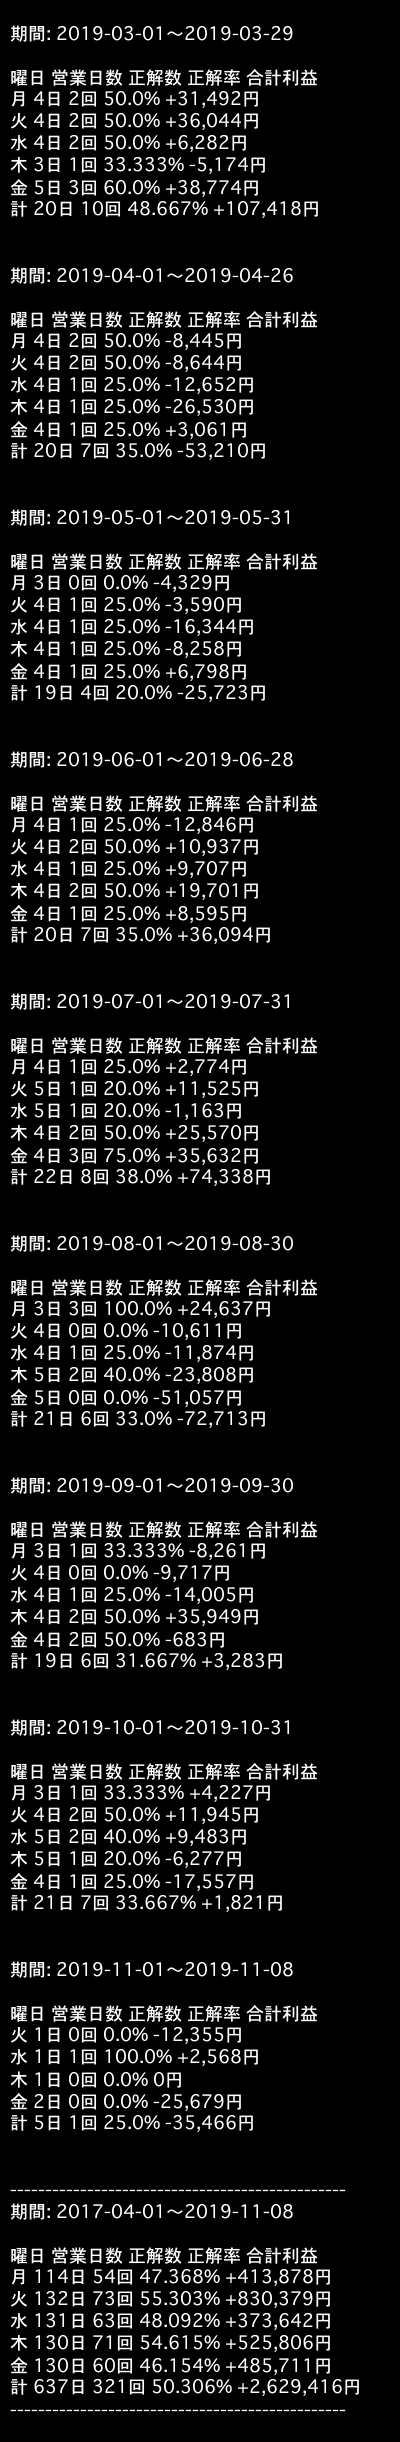 期間: 2019-03-01～2019-03-29
曜日 営業日数 正解数 正解率 合計利益
月 4日 2回 50.0% +31,492円
火 4日 2回 50.0% +36,044円
水 4日 2回 50.0% +6,282円
木 3日 1回 33.333% -5,174円
金 5日 3回 60.0% +38,774円
計 20日 10回 48.667% +107,418円
期間: 2019-04-01～2019-04-26
曜日 営業日数 正解数 正解率 合計利益
月 4日 2回 50.0% -8,445円
火 4日 2回 50.0% -8,644円
水 4日 1回 25.0% -12,652円
木 4日 1回 25.0% -26,530円
金 4日 1回 25.0% +3,061円
計 20日 7回 35.0% -53,210円
期間: 2019-05-01～2019-05-31
曜日 営業日数 正解数 正解率 合計利益
月 3日 0回 0.0% -4,329円
火 4日 1回 25.0% -3,590円
水 4日 1回 25.0% -16,344円
木 4日 1回 25.0% -8,258円
金 4日 1回 25.0% +6,798円
計 19日 4回 20.0% -25,723円
期間: 2019-06-01～2019-06-28
曜日 営業日数 正解数 正解率 合計利益
月 4日 1回 25.0% -12,846円
火 4日 2回 50.0% +10,937円
水 4日 1回 25.0% +9,707円
木 4日 2回 50.0% +19,701円
金 4日 1回 25.0% +8,595円
計 20日 7回 35.0% +36,094円
期間: 2019-07-01～2019-07-31
曜日 営業日数 正解数 正解率 合計利益
月 4日 1回 25.0% +2,774円
火 5日 1回 20.0% +11,525円
水 5日 1回 20.0% -1,163円
木 4日 2回 50.0% +25,570円
金 4日 3回 75.0% +35,632円
計 22日 8回 38.0% +74,338円
期間: 2019-08-01～2019-08-30
曜日 営業日数 正解数 正解率 合計利益
月 3日 3回 100.0% +24,637円
火 4日 0回 0.0% -10,611円
水 4日 1回 25.0% -11,874円
木 5日 2回 40.0% -23,808円
金 5日 0回 0.0% -51,057円
計 21日 6回 33.0% -72,713円
期間: 2019-09-01～2019-09-30
曜日 営業日数 正解数 正解率 合計利益
月 3日 1回 33.333% -8,261円
火 4日 0回 0.0% -9,717円
水 4日 1回 25.0% -14,005円
木 4日 2回 50.0% +35,949円
金 4日 2回 50.0% -683円
計 19日 6回 31.667% +3,283円
期間: 2019-10-01～2019-10-31
曜日 営業日数 正解数 正解率 合計利益
月 3日 1回 33.333% +4,227円
火 4日 2回 50.0% +11,945円
水 5日 2回 40.0% +9,483円
木 5日 1回 20.0% -6,277円
金 4日 1回 25.0% -17,557円
計 21日 7回 33.667% +1,821円
期間: 2019-11-01～2019-11-08
曜日 営業日数 正解数 正解率 合計利益
火 1日 0回 0.0% -12,355円
水 1日 1回 100.0% +2,568円
木 1日 0回 0.0% 0円
金 2日 0回 0.0% -25,679円
計 5日 1回 25.0% -35,466円
------------------------------------------------
期間: 2017-04-01～2019-11-08
曜日 営業日数 正解数 正解率 合計利益
月 114日 54回 47.368% +413,878円
火 132日 73回 55.303% +830,379円
水 131日 63回 48.092% +373,642円
木 130日 71回 54.615% +525,806円
金 130日 60回 46.154% +485,711円
計 637日 321回 50.306% +2,629,416円
------------------------------------------------